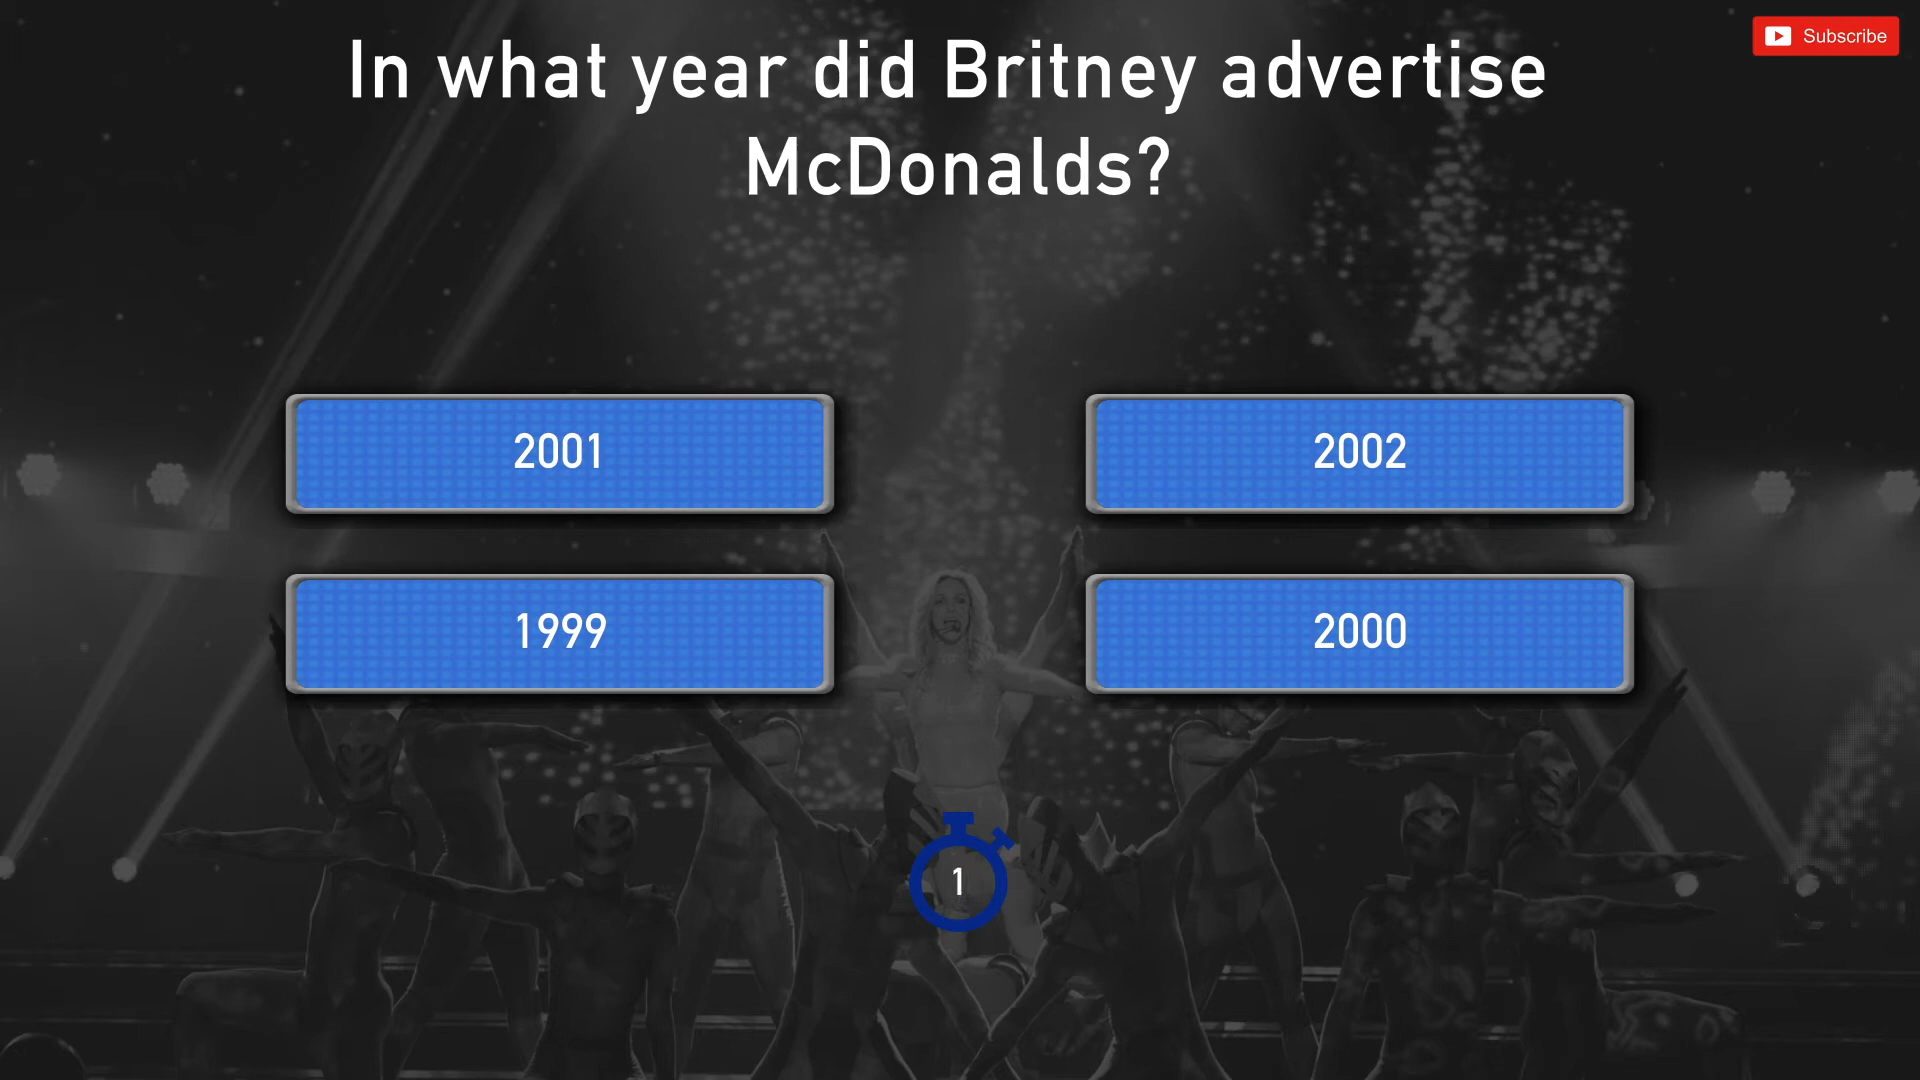 Subscribe
In what year did Britney advertise
McDonalds?
2001
2002
1999
2000
1